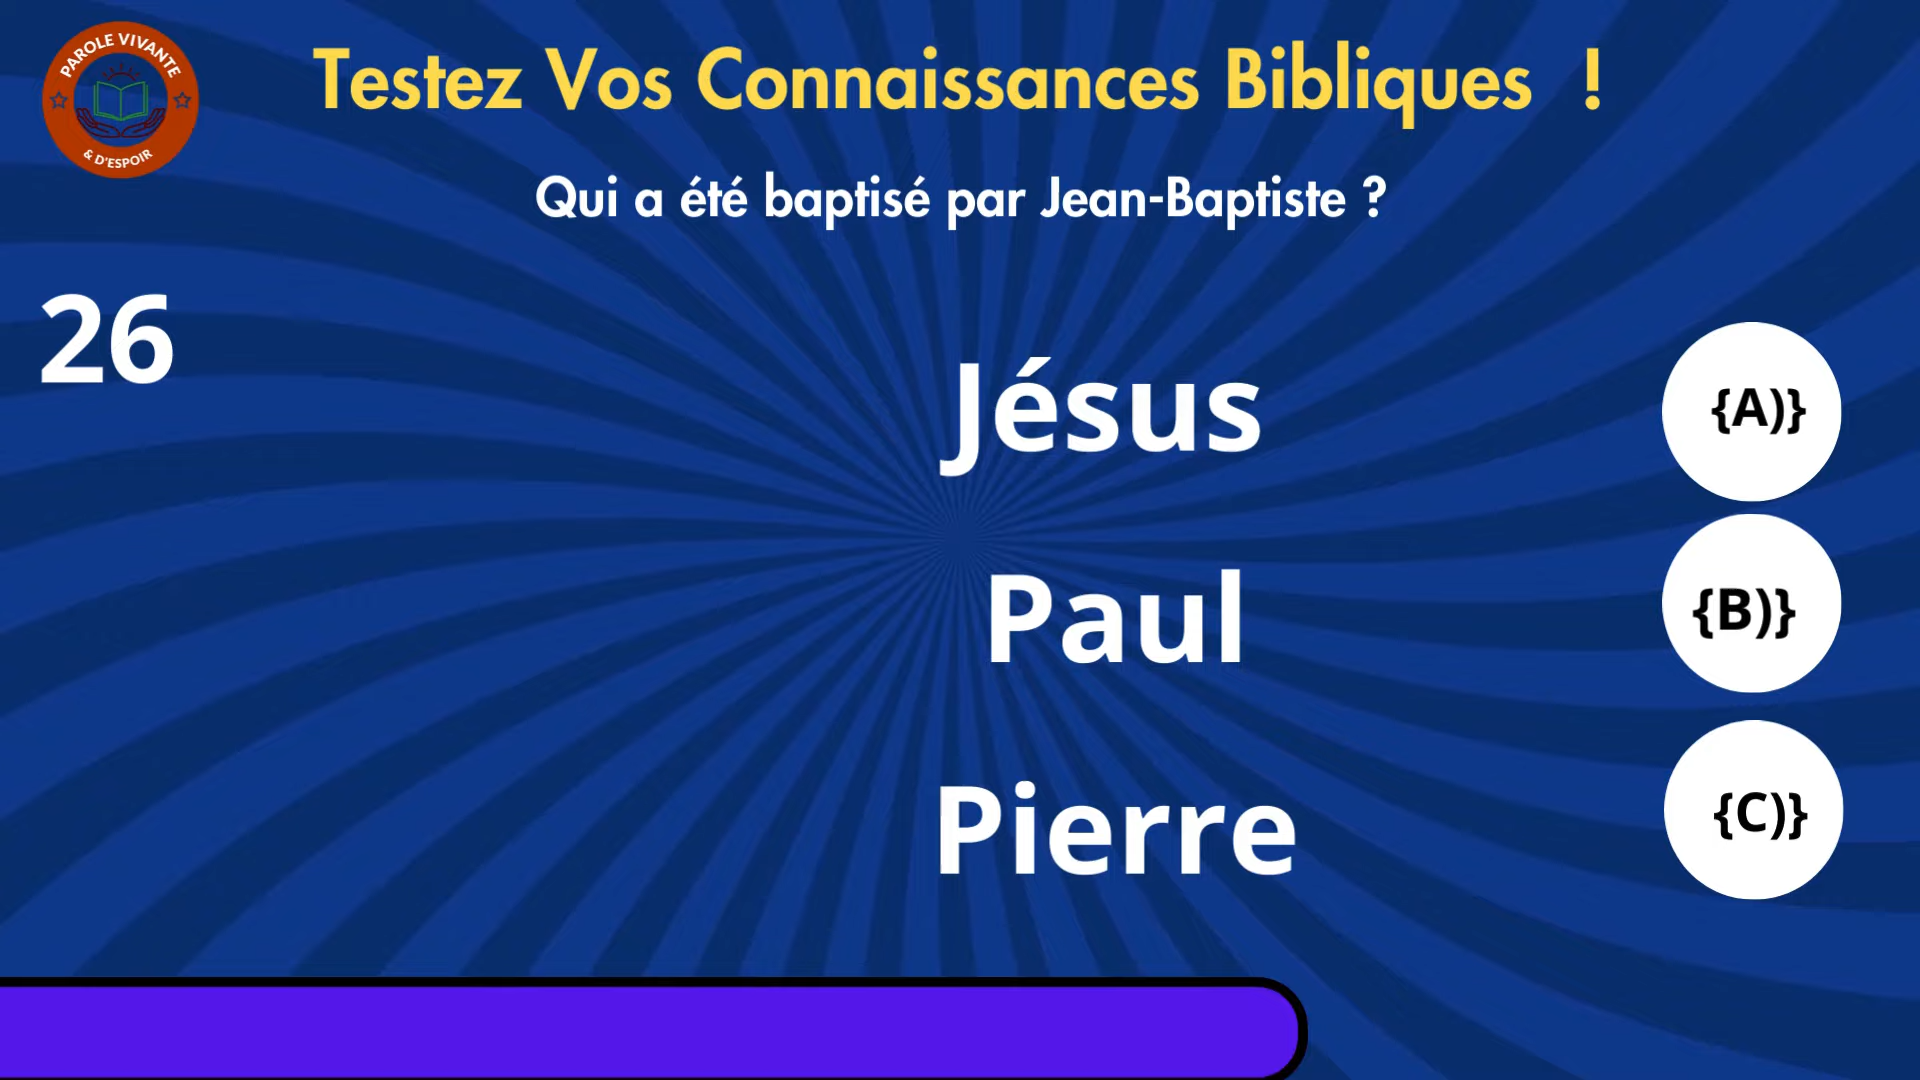 PAROLE VIVANTE
& D'ESPOIR
Testez Vos Connaissances Bibliques !
Qui a été baptisé par Jean-Baptiste ?
26
Jésus
{A)}
Paul
{B)}
Pierre
{C)}